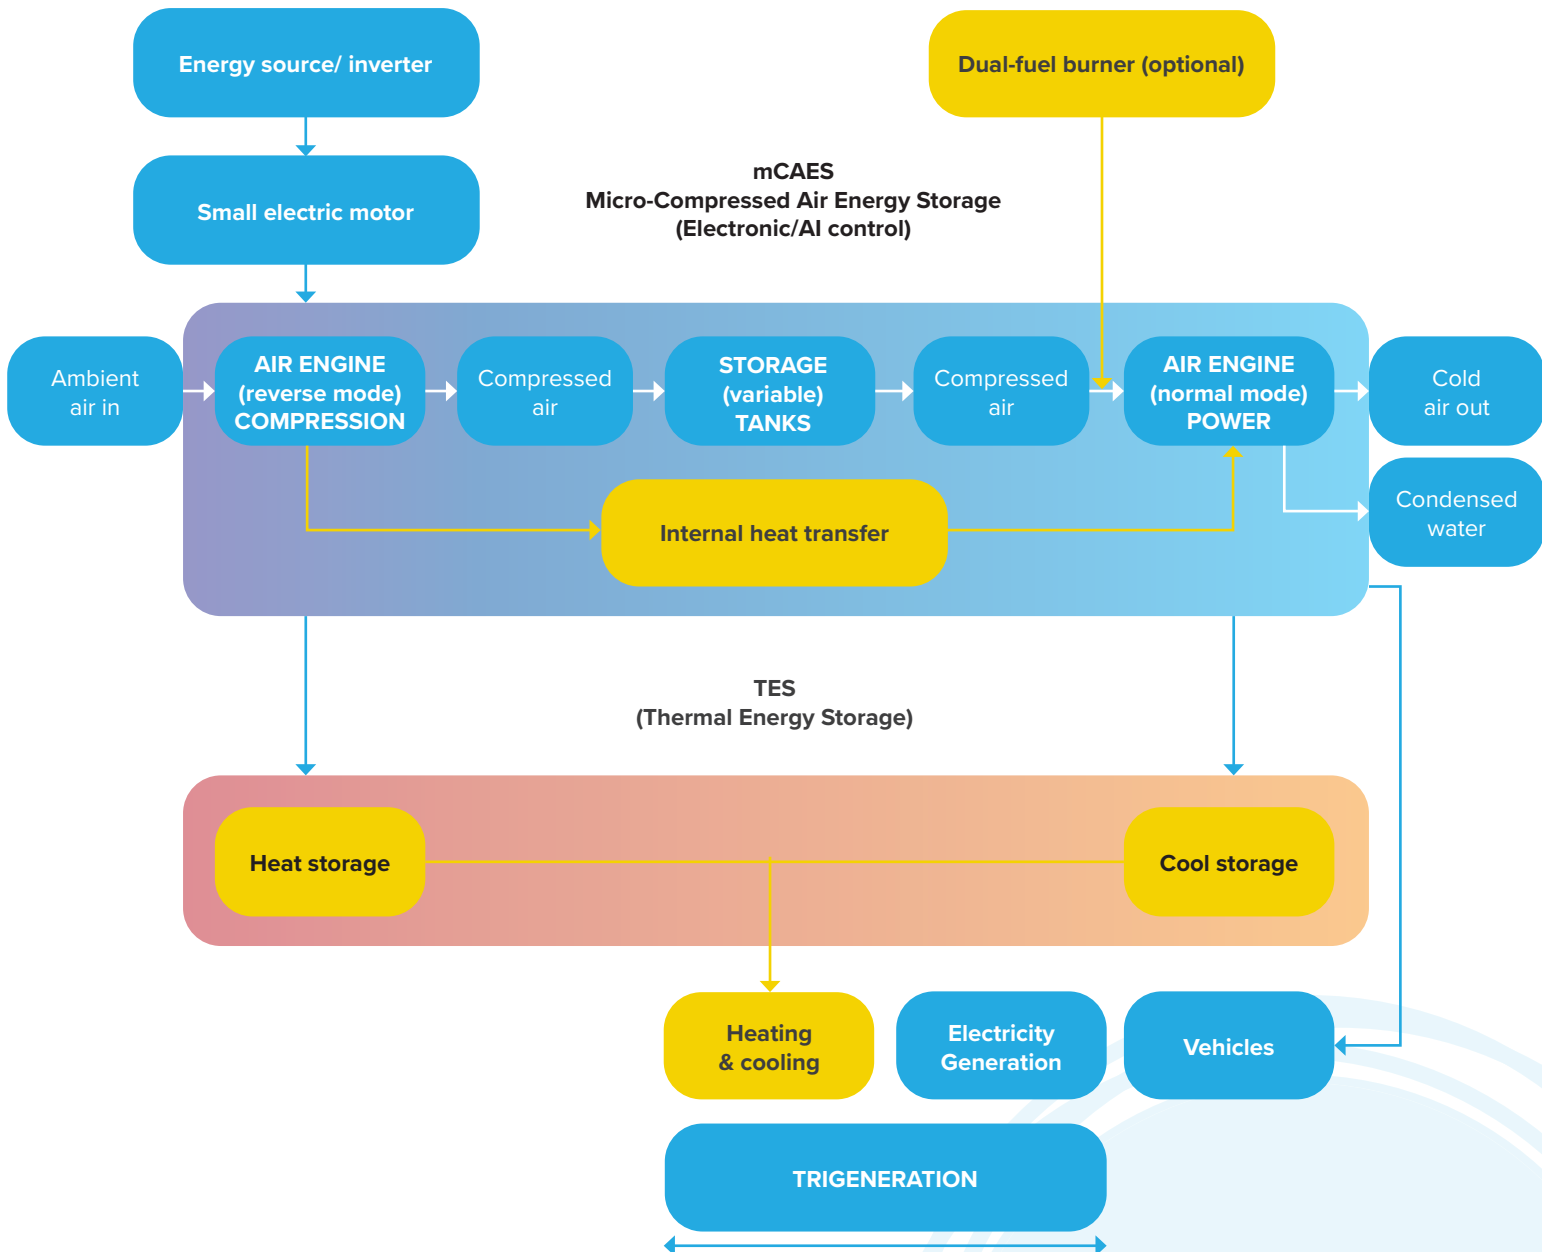 Energy source/ inverter
Dual-fuel burner (optional)
Small electric motor
mCAES
Micro-Compressed Air Energy Storage
(Electronic/AI control)
Ambient
air in
AIR ENGINE
(reverse mode)
COMPRESSION
Compressed
air
STORAGE
(variable)
TANKS
Compressed
air
AIR ENGINE
(normal mode)
POWER
Cold
air out
Condensed
water
Internal heat transfer
TES
(Thermal Energy Storage)
Heat storage
Cool storage
Heating
& cooling
Electricity
Generation
Vehicles
TRIGENERATION